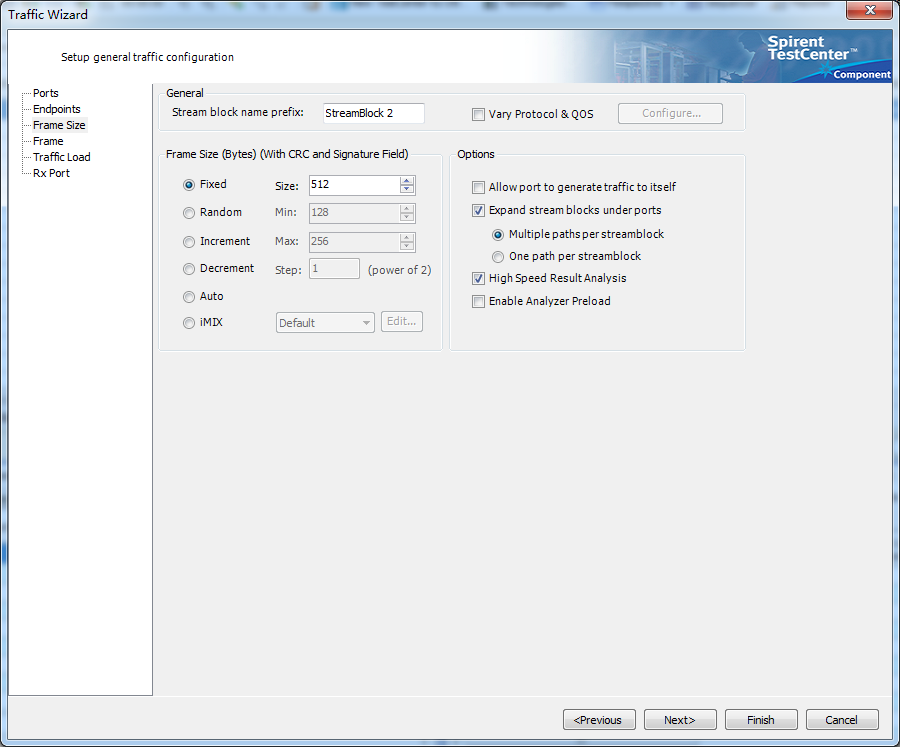 Traffic Wizard
Setup general traffic configuration
Spirent
TestCenter™
Component
Ports
Endpoints
Frame Size
Frame
Traffic Load
Rx Port
General
Stream block name prefix: StreamBlock 2 Vary Protocol & QOS Configure...
Frame Size (Bytes) (With CRC and Signature Field)
Fixed Size: 512
Random Min: 128
Increment Max: 256
Decrement Step: 1 (power of 2)
Auto
iMIX Default Edit...
Options
Allow port to generate traffic to itself
Expand stream blocks under ports
Multiple paths per streamblock
One path per streamblock
High Speed Result Analysis
Enable Analyzer Preload
<Previous Next> Finish Cancel